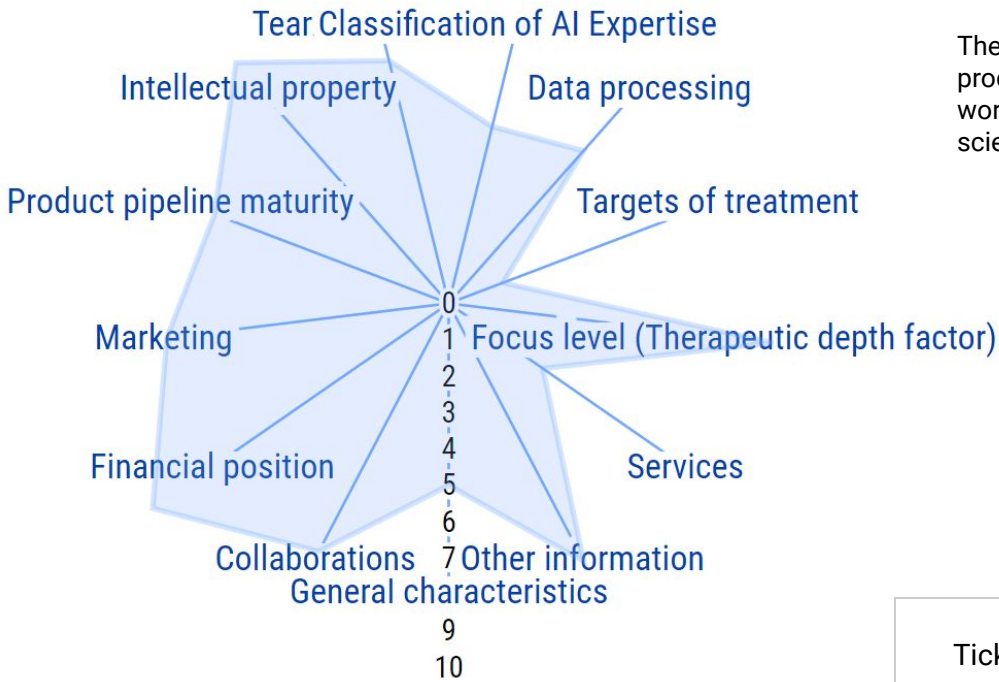 Tear Classification of AI Expertise
Intellectual property
Data processing
Product pipeline maturity
Targets of treatment
0
1
Focus level (Therapeutic depth factor)
Marketing
2
3
4
Financial position
Services
5
6
Collaborations
7
Other information
General characteristics
9
10
The
Tick